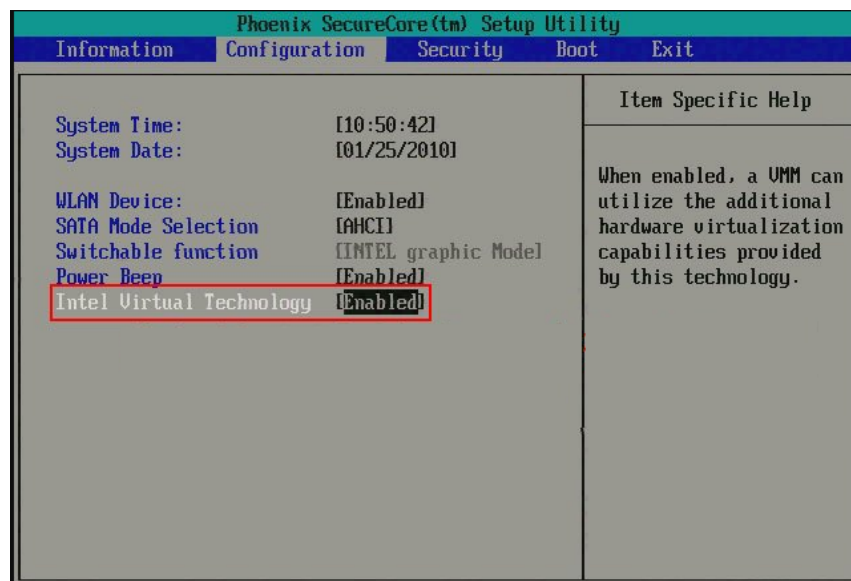 Phoenix SecureCore(tm) Setup Utility
Information Configuration Security Boot Exit
System Time: [10:50:42]
System Date: [01/25/2010]
WLAN Device: [Enabled]
SATA Mode Selection [AHCI]
Switchable function [INTEL graphic Mode]
Power Beep [Enabled]
Intel Virtual Technology [Enabled]
Item Specific Help
When enabled, a VMM can
utilize the additional
hardware virtualization
capabilities provided
by this technology.